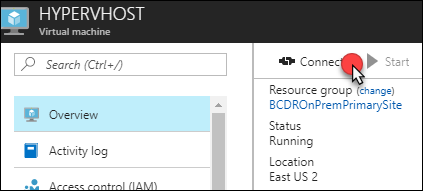 HYPERVHOST
Virtual machine
Search (Ctrl+/)
Overview
Activity log
Access control (IAM)
Connect Start
Resource group (change)
BCDROnPremPrimarySite
Status
Running
Location
East US 2